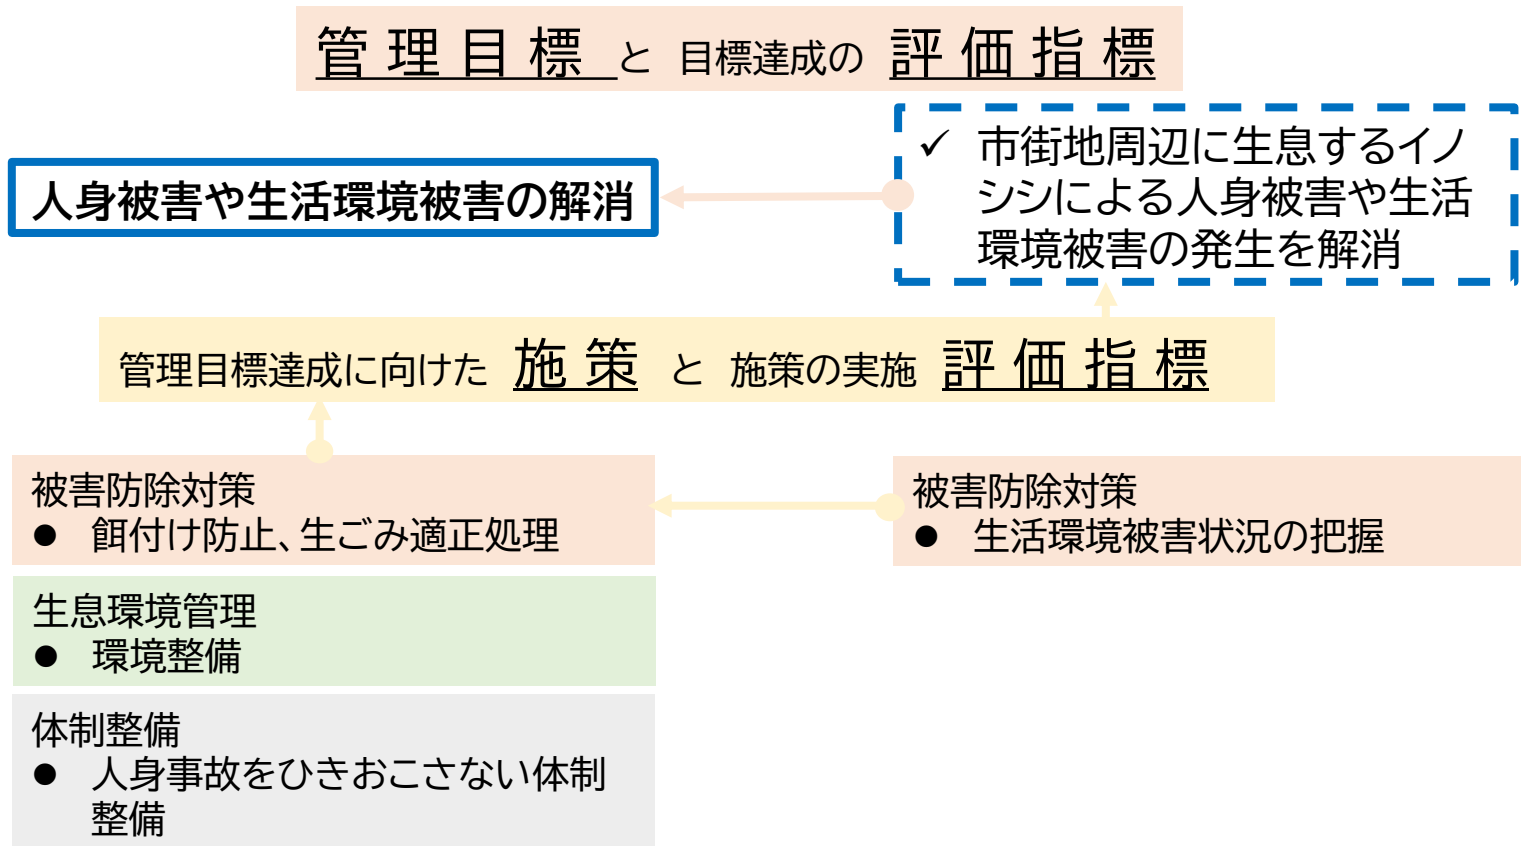 管理目標 と 目標達成の 評価指標
人身被害や生活環境被害の解消
✓ 市街地周辺に生息するイノ
シシによる人身被害や生活
環境被害の発生を解消
管理目標達成に向けた 施策 と 施策の実施 評価指標
被害防除対策
● 餌付け防止、生ごみ適正処理
被害防除対策
● 生活環境被害状況の把握
生息環境管理
● 環境整備
体制整備
● 人身事故をひきおこさない体制
整備